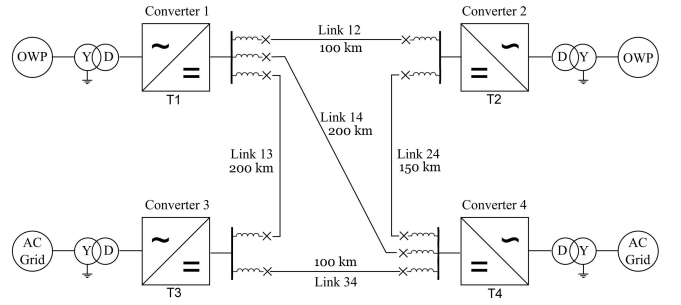 Converter 1
Link 12
Converter 2
100 km
OWP
Y
D
~
=
T1
~
=
T2
D
Y
OWP
Link 14
200 km
Link 13
200 km
Link 24
150 km
Converter 3
Converter 4
AC
Grid
Y
D
~
=
T3
100 km
Link 34
~
=
T4
D
Y
AC
Grid